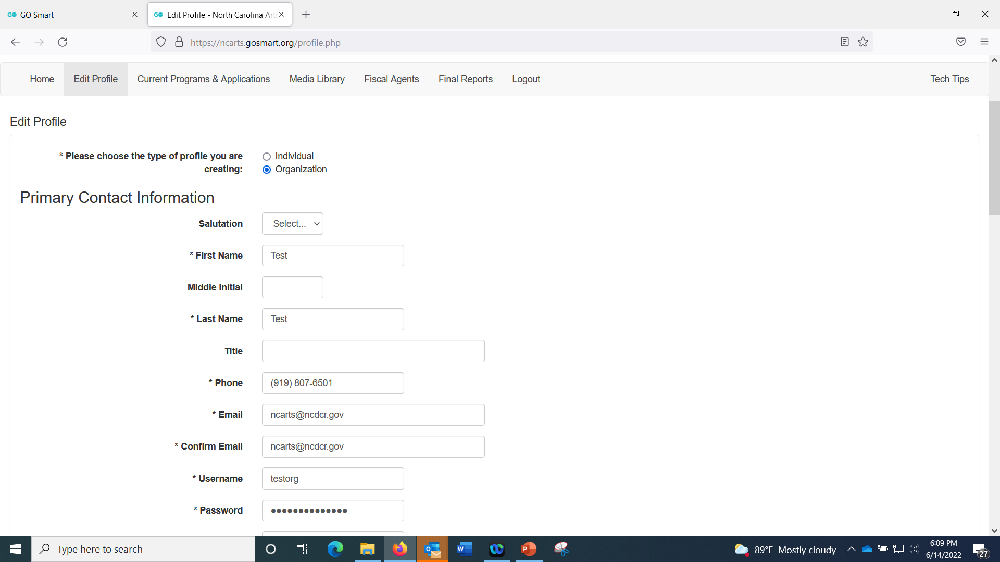 GO Smart
Edit Profile - North Carolina Art
https://ncarts.gosmart.org/profile.php
Home Edit Profile Current Programs & Applications Media Library Fiscal Agents Final Reports Logout Tech Tips
Edit Profile
* Please choose the type of profile you are
creating:
Individual
Organization
Primary Contact Information
Salutation Select...
* First Name Test
Middle Initial
* Last Name Test
Title
* Phone (919) 807-6501
* Email ncarts@ncdcr.gov
* Confirm Email ncarts@ncdcr.gov
* Username testorg
* Password ••••••••••••••
Type here to search
89°F Mostly cloudy
6:09 PM
6/14/2022
27